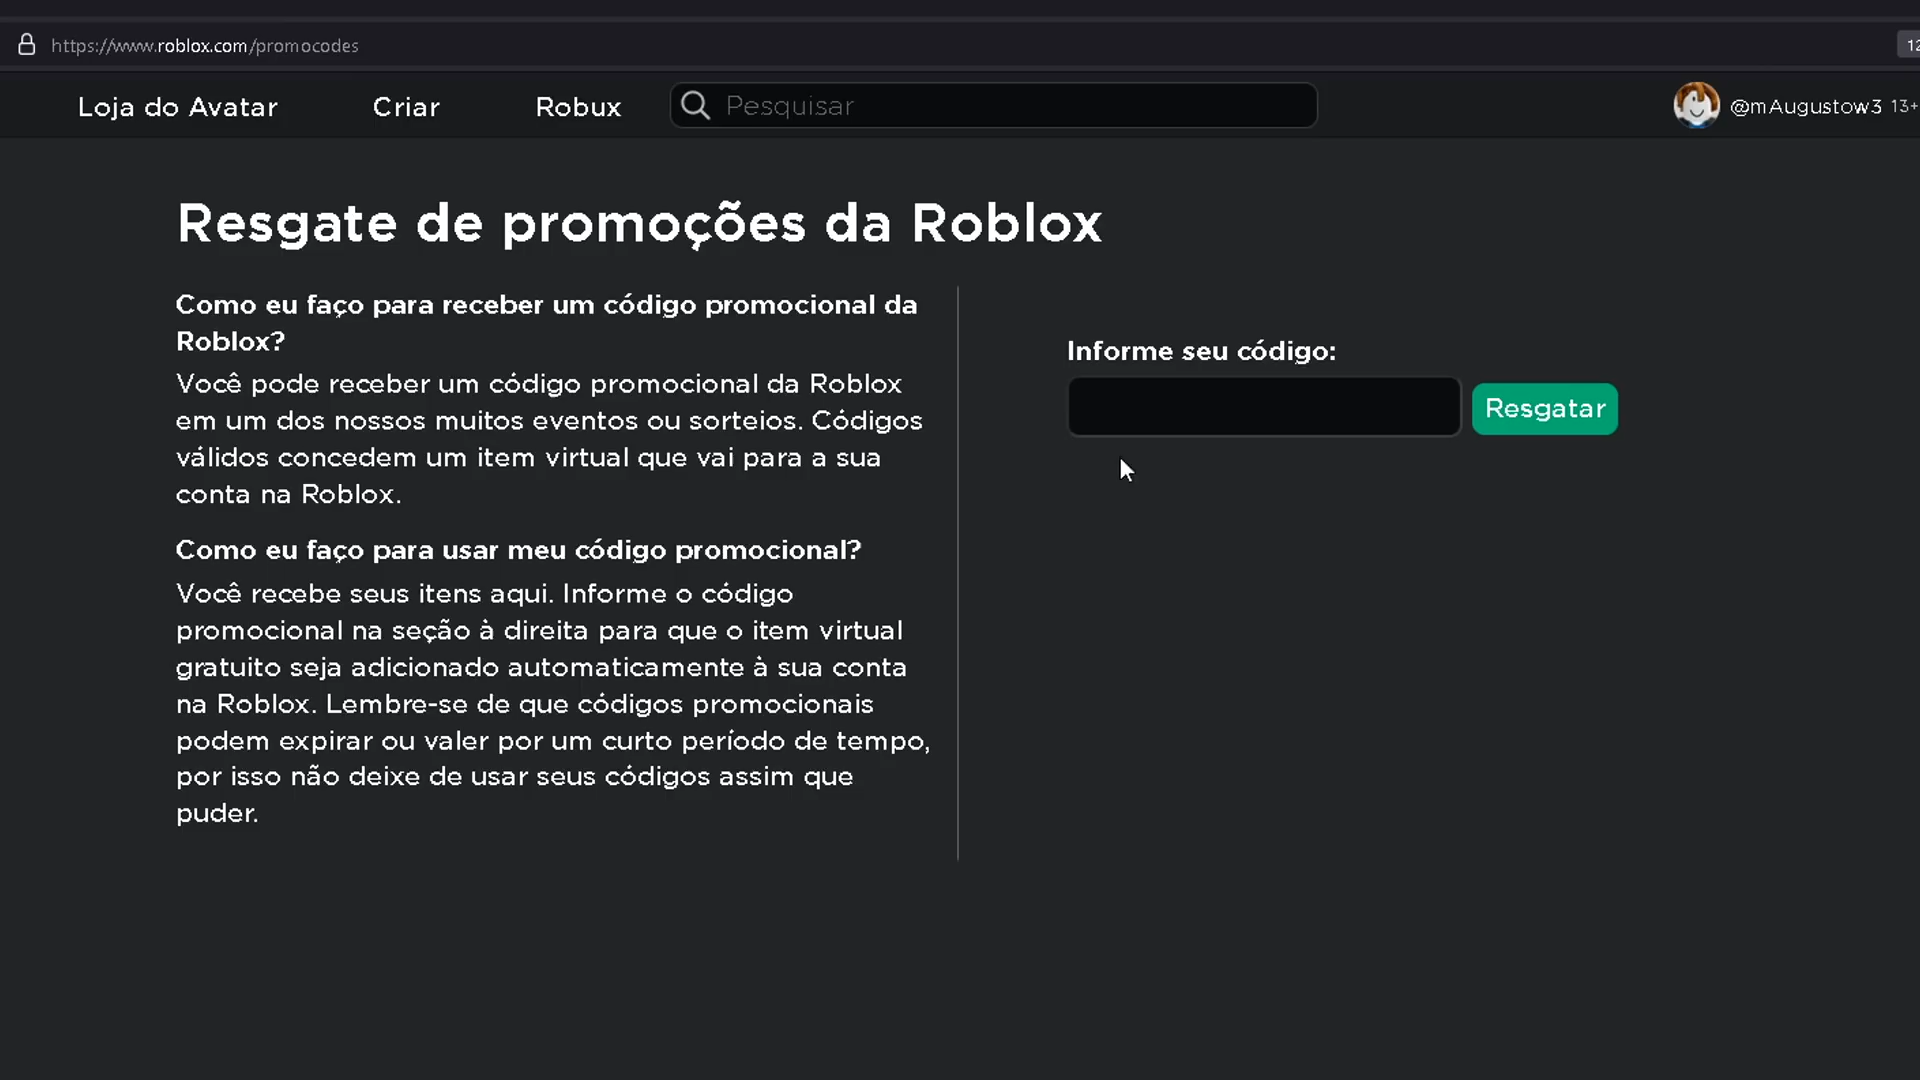 https://www.roblox.com/promocodes
12
Loja do Avatar
Criar
Robux
Pesquisar
@mAugustow3 13+
Resgate de promoções da Roblox
Como eu faço para receber um código promocional da
Roblox?
Você pode receber um código promocional da Roblox
em um dos nossos muitos eventos ou sorteios. Códigos
válidos concedem um item virtual que vai para a sua
conta na Roblox.
Como eu faço para usar meu código promocional?
Você recebe seus itens aqui. Informe o código
promocional na seção à direita para que o item virtual
gratuito seja adicionado automaticamente à sua conta
na Roblox. Lembre-se de que códigos promocionais
podem expirar ou valer por um curto período de tempo,
por isso não deixe de usar seus códigos assim que
puder.
Informe seu código:
Resgatar